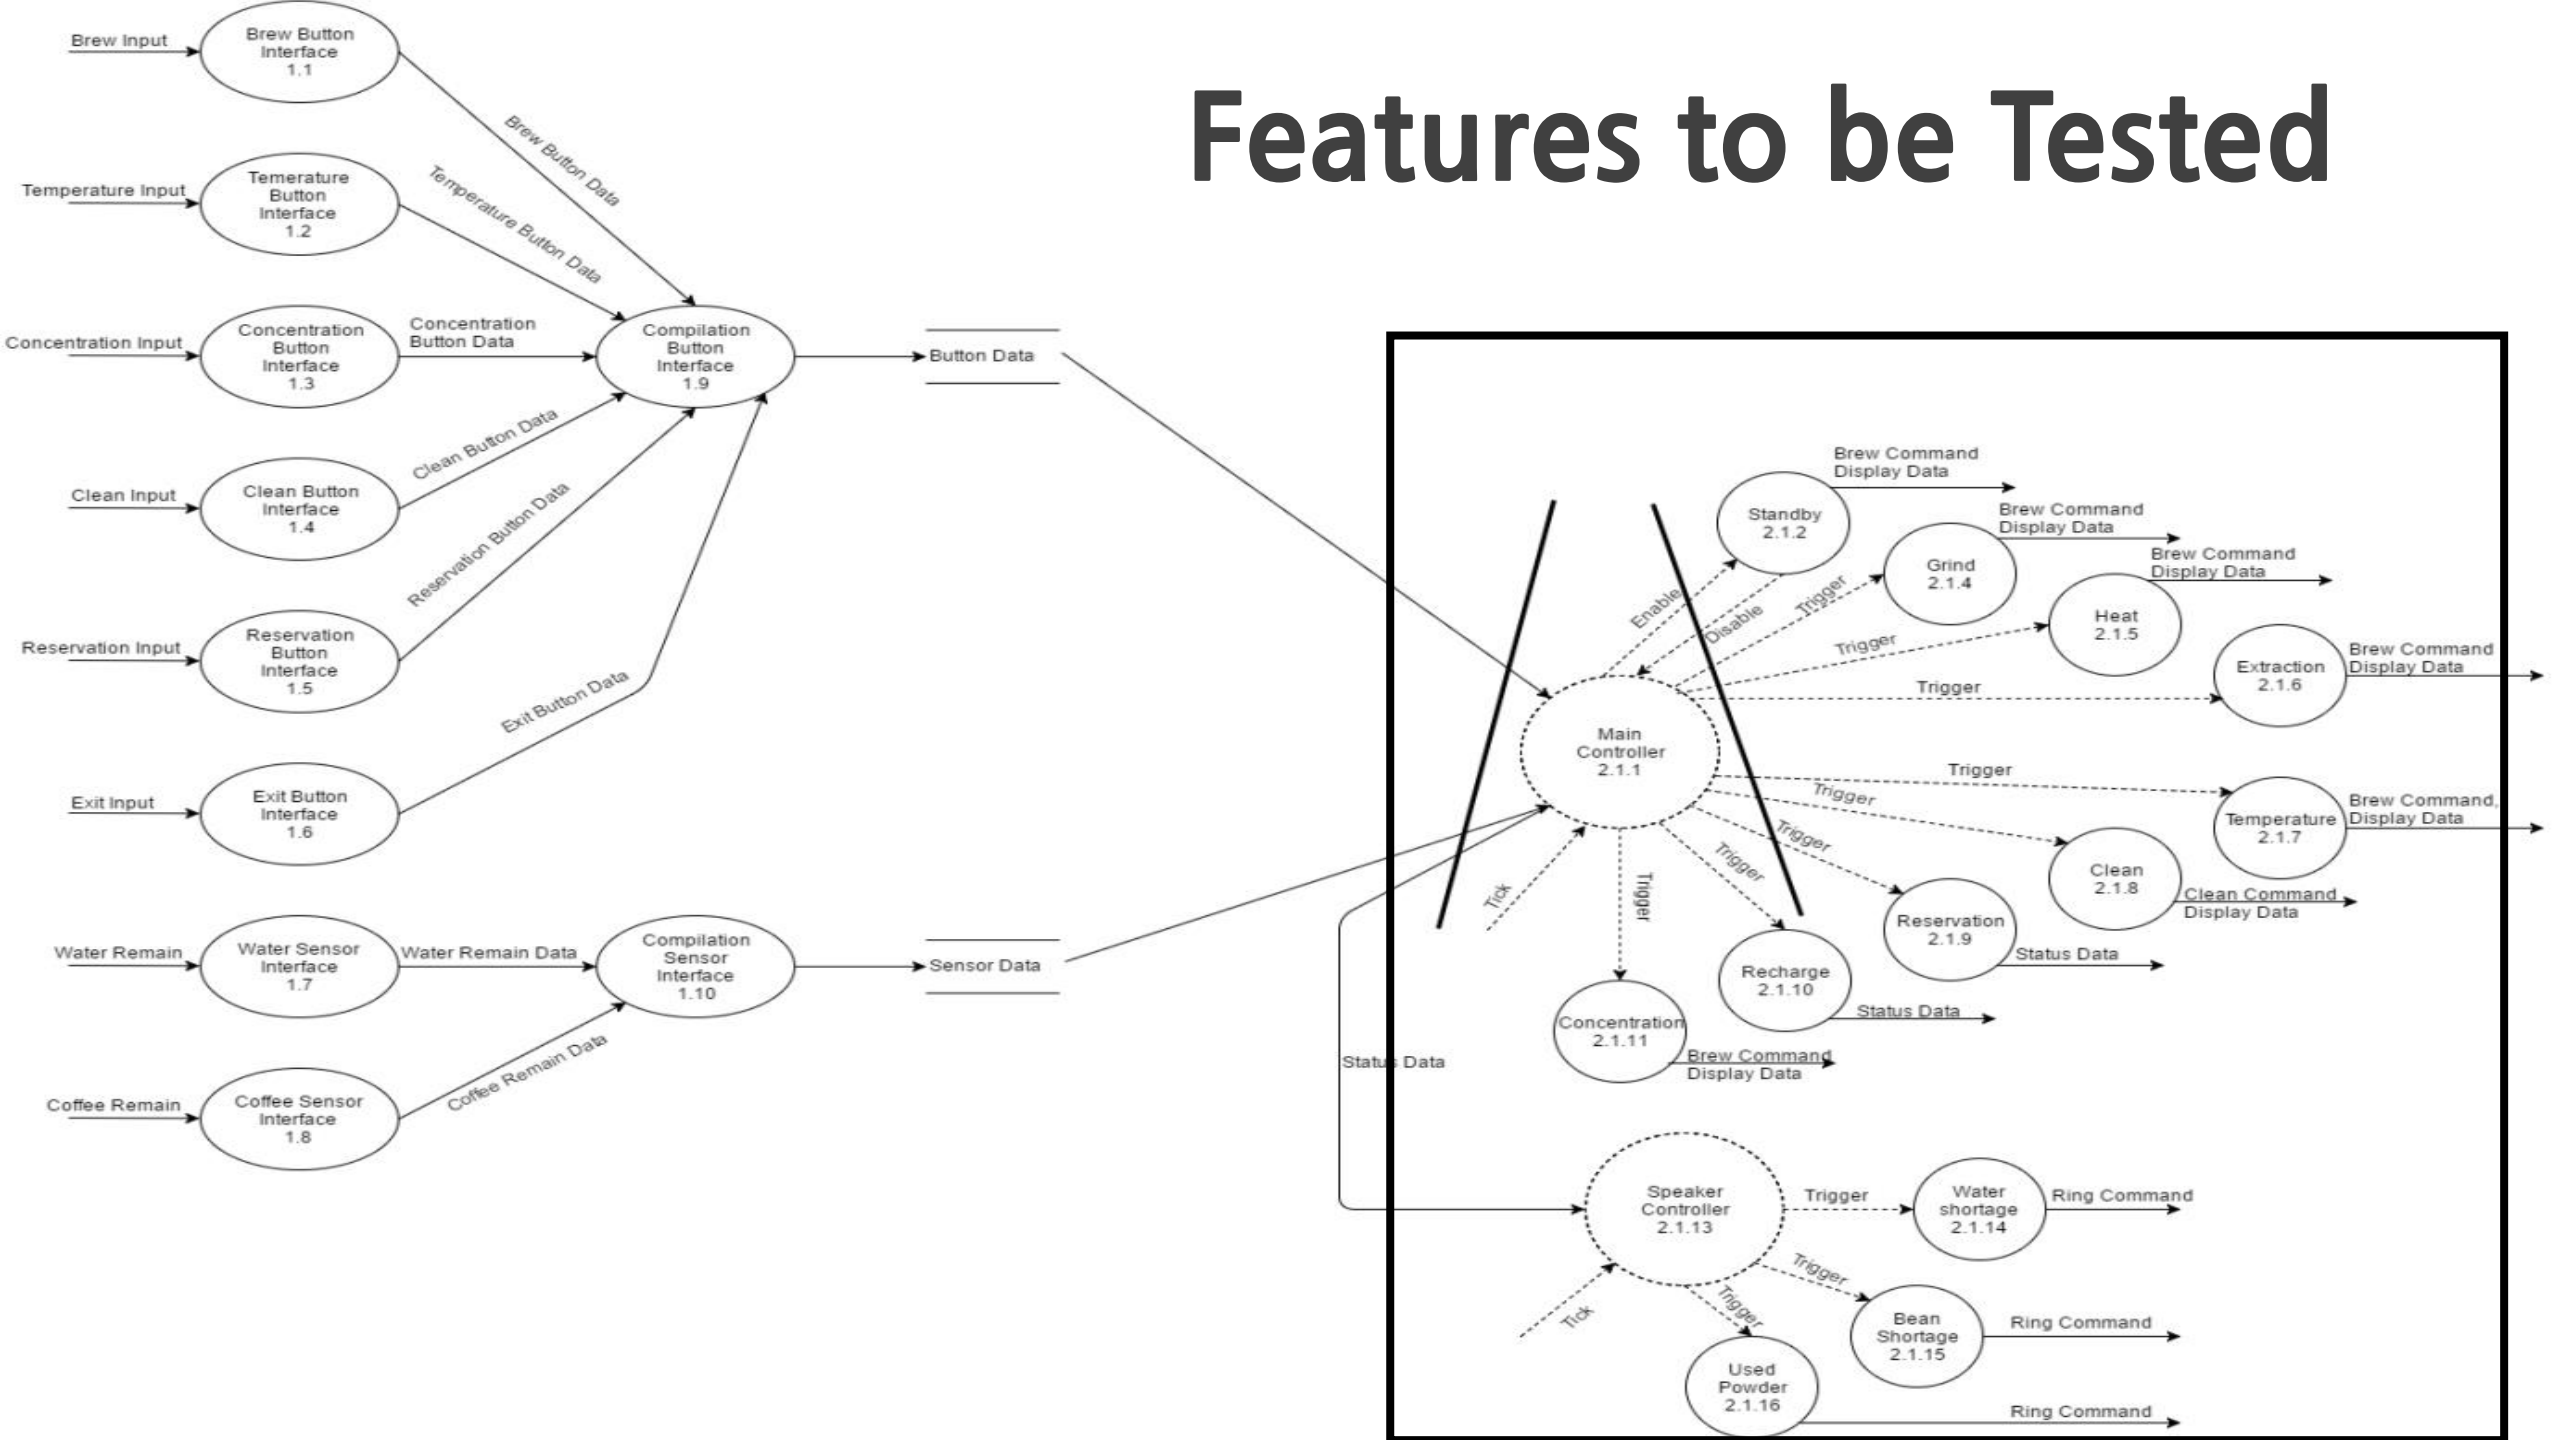 Features to be Tested
Brew Input
Brew Button
Interface
1.1
Brew Button Data
Temperature Input
Temerature
Button
Interface
1.2
Temperature Button Data
Concentration Input
Concentration
Button
Interface
1.3
Concentration
Button Data
Compilation
Button
Interface
1.9
Button Data
Clean Input
Clean Button
Interface
1.4
Clean Button Data
Reservation Input
Reservation
Button
Interface
1.5
Reservation Button Data
Exit Input
Exit Button
Interface
1.6
Exit Button Data
Water Remain
Water Sensor
Interface
1.7
Water Remain Data
Compilation
Sensor
Interface
1.10
Sensor Data
Coffee Remain
Coffee Sensor
Interface
1.8
Coffee Remain Data
Main
Controller
2.1.1
Enable
Disable
Standby
2.1.2
Brew Command
Display Data
Trigger
Grind
2.1.4
Brew Command
Display Data
Trigger
Heat
2.1.5
Brew Command
Display Data
Trigger
Extraction
2.1.6
Brew Command
Display Data
Trigger
Temperature
2.1.7
Brew Command,
Display Data
Trigger
Clean
2.1.8
Clean Command
Display Data
Trigger
Reservation
2.1.9
Status Data
Trigger
Recharge
2.1.10
Status Data
Trigger
Concentration
2.1.11
Brew Command
Display Data
Tick
Status Data
Speaker
Controller
2.1.13
Trigger
Water
shortage
2.1.14
Ring Command
Trigger
Bean
Shortage
2.1.15
Ring Command
Trigger
Used
Powder
2.1.16
Ring Command
Tick